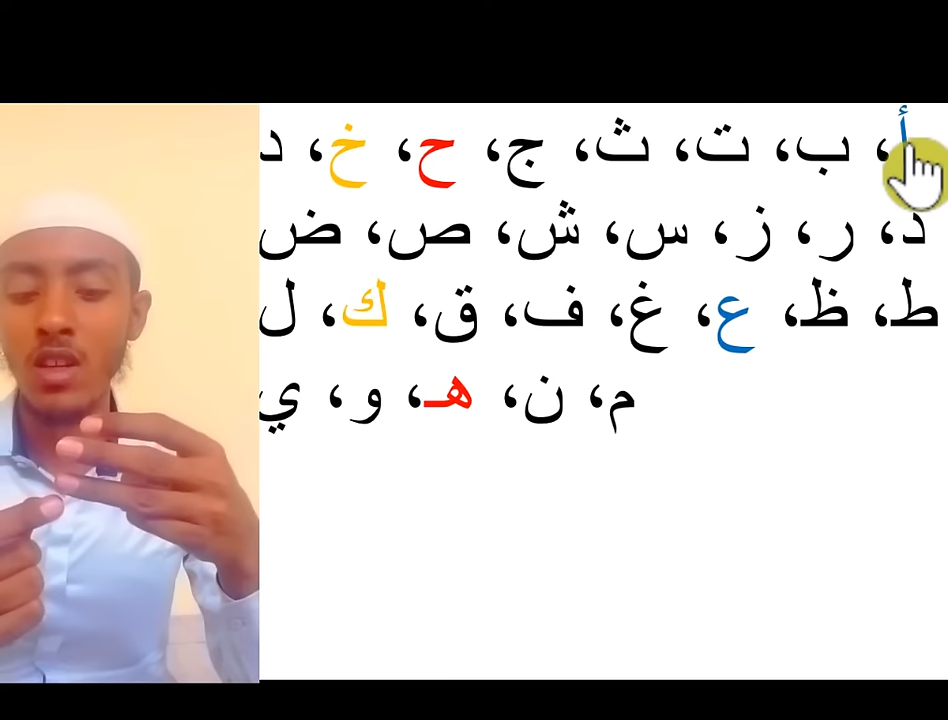 أ، ب، ت، ث، ج، ح، خ، د
ذ، ر، ز، س، ش، ص، ض
ط، ظ، ع، غ، ف، ق، ك، ل
م، ن، هـ، و، ي